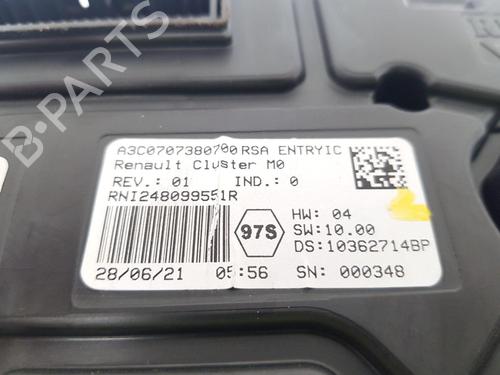 A3C0707380700 RSA ENTRYIC
Renault Cluster M0
REV.: 01 IND.: 0
RNI248099551R
97S
HW: 04
SW:10.00
DS:10362714BP
28/06/21 05:56 SN: 000348